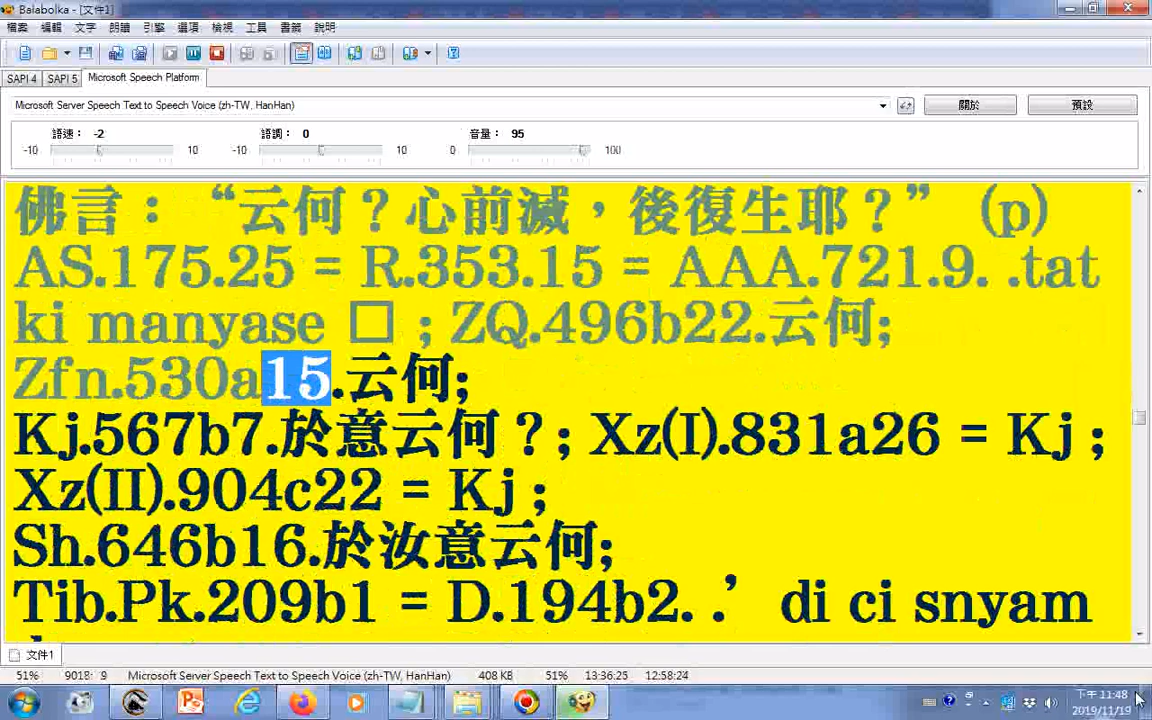 Balabolka - [文件1]
檔案 編輯 文字 朗讀 引擎 選項 檢視 工具 書籤 說明
SAPI 4 SAPI 5 Microsoft Speech Platform
Microsoft Server Speech Text to Speech Voice (zh-TW, HanHan) 關於 預設
語速： -2 語調： 0 音量： 95
-10 10 -10 10 0 100
佛言：“云何？心前滅，後復生耶？” (p)
AS.175.25 = R.353.15 = AAA.721.9. .tat
ki manyase □ ; ZQ.496b22.云何;
Zfn.530a15.云何;
Kj.567b7.於意云何？; Xz(I).831a26 = Kj ;
Xz(II).904c22 = Kj ;
Sh.646b16.於汝意云何;
Tib.Pk.209b1 = D.194b2. .’ di ci snyam
文件1
51% Microsoft Server Speech Text to Speech Voice (zh-TW, HanHan) 408 KB 51% 13:36:25 12:58:24
下午 11:48
2019/11/19